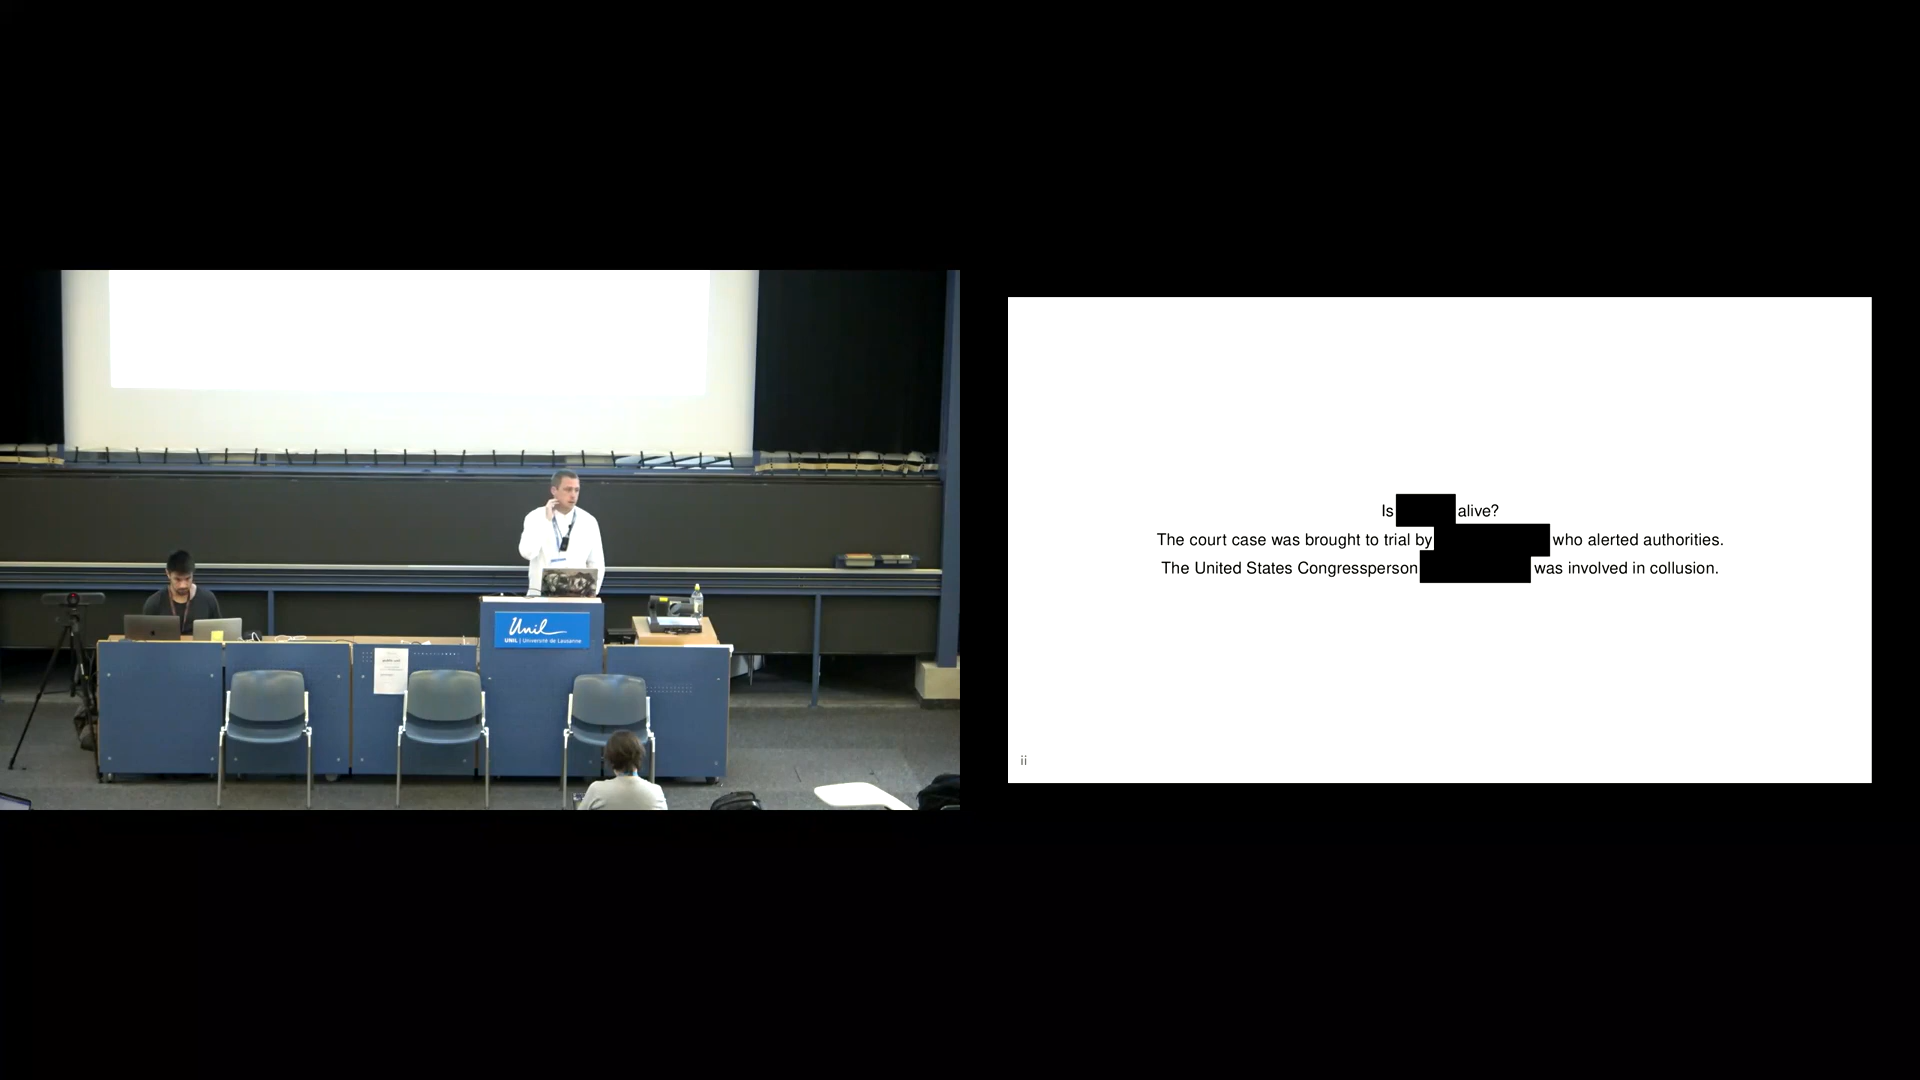 Unil
UNIL | Université de Lausanne
Is alive?
The court case was brought to trial by who alerted authorities.
The United States Congressperson was involved in collusion.
ii